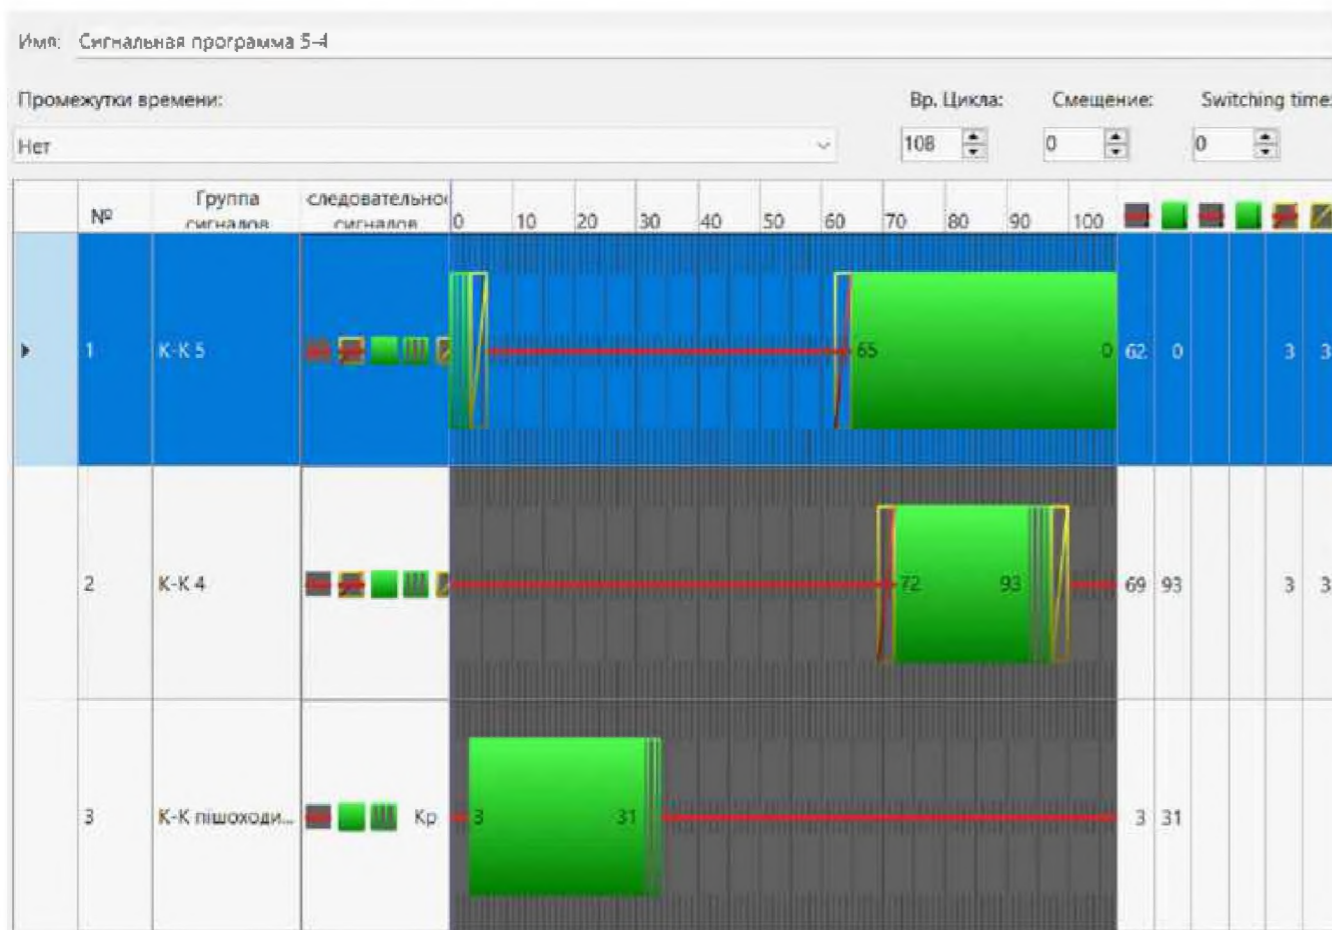 Имя: Сигнальная программа 5-4
Промежутки времени:
Вр. Цикла: Смещение: Switching time:
Нет
108 0 0
№ Группа сигналов следовательнос сигналов 0 10 20 30 40 50 60 70 80 90 100
1 К-К 5 65 0 62 0 3 3
2 К-К 4 72 93 69 93 3 3
3 К-К пішоходи... Кр 3 31 3 31